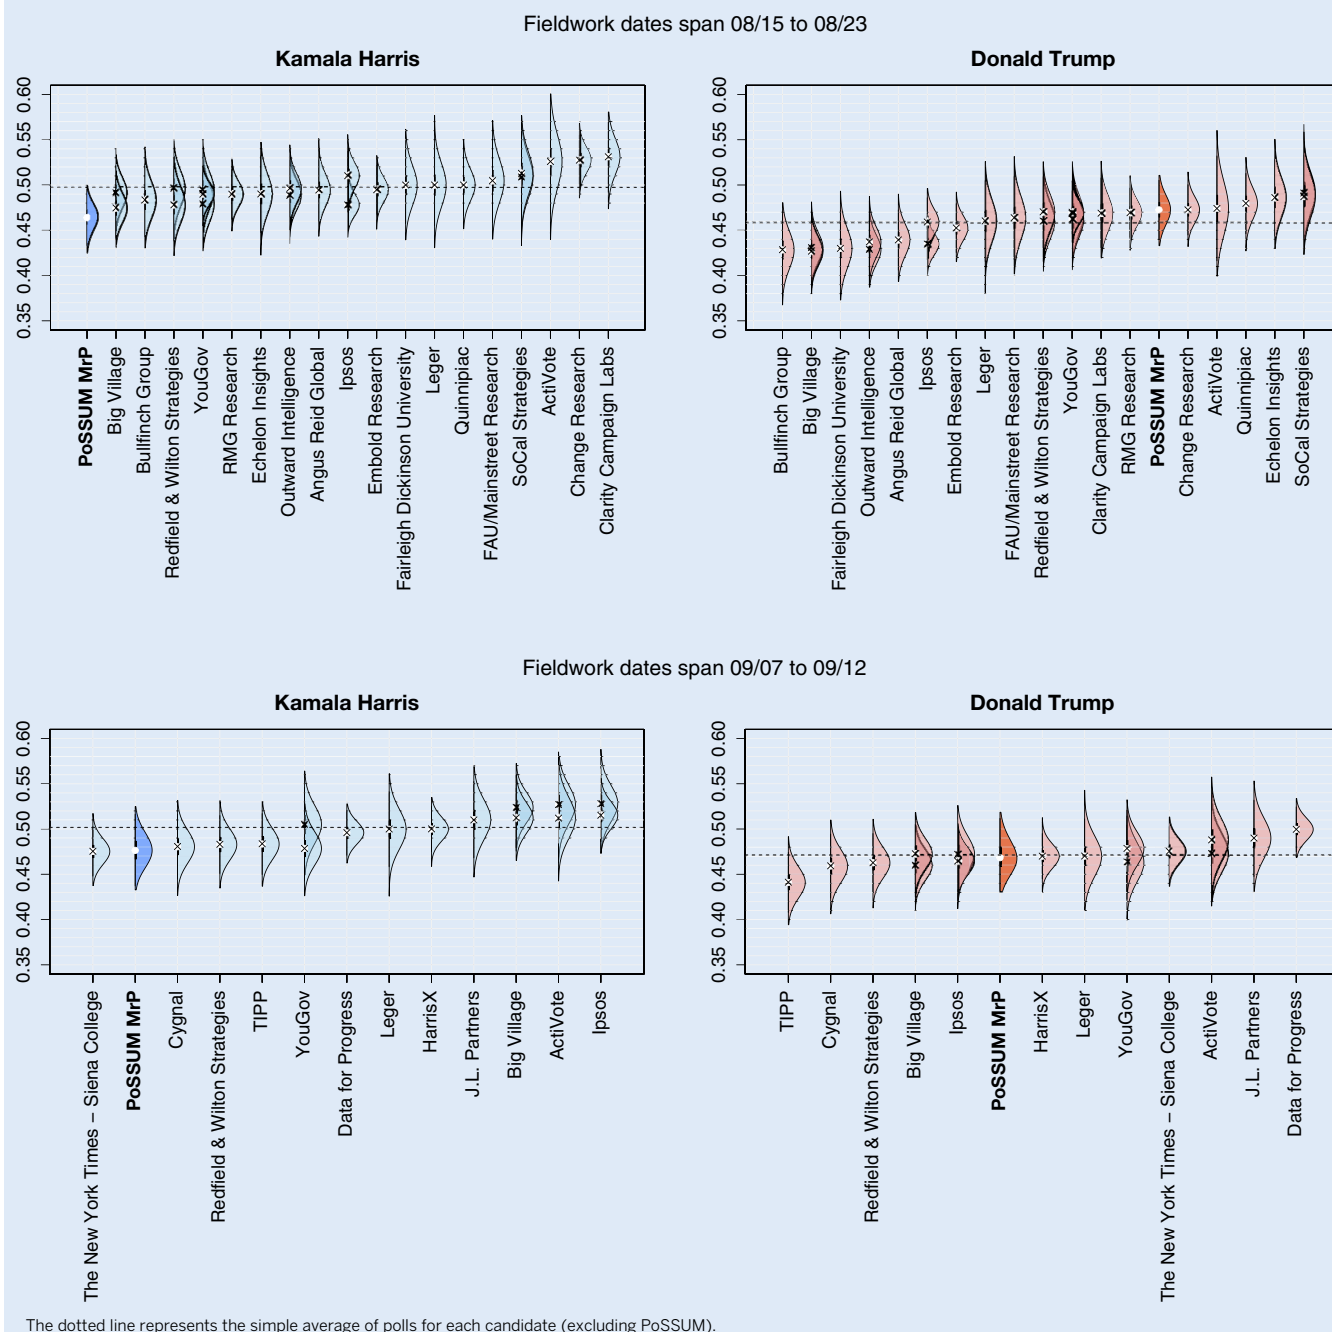 Fieldwork dates span 08/15 to 08/23
Kamala Harris
0.60
0.55
0.50
0.45
0.40
0.35
PoSSUM MrP
Big Village
Bullfinch Group
Redfield & Wilton Strategies
YouGov
RMG Research
Echelon Insights
Outward Intelligence
Angus Reid Global
Ipsos
Embold Research
Fairleigh Dickinson University
Leger
Quinnipiac
FAU/Mainstreet Research
SoCal Strategies
ActiVote
Change Research
Clarity Campaign Labs
Donald Trump
0.60
0.55
0.50
0.45
0.40
0.35
Bullfinch Group
Big Village
Fairleigh Dickinson University
Outward Intelligence
Angus Reid Global
Ipsos
Embold Research
Leger
FAU/Mainstreet Research
Redfield & Wilton Strategies
YouGov
Clarity Campaign Labs
RMG Research
PoSSUM MrP
Change Research
ActiVote
Quinnipiac
Echelon Insights
SoCal Strategies
Fieldwork dates span 09/07 to 09/12
Kamala Harris
0.60
0.55
0.50
0.45
0.40
0.35
The New York Times – Siena College
PoSSUM MrP
Cygnal
Redfield & Wilton Strategies
TIPP
YouGov
Data for Progress
Leger
HarrisX
J.L. Partners
Big Village
ActiVote
Ipsos
Donald Trump
0.60
0.55
0.50
0.45
0.40
0.35
TIPP
Cygnal
Redfield & Wilton Strategies
Big Village
Ipsos
PoSSUM MrP
HarrisX
Leger
YouGov
The New York Times – Siena College
ActiVote
J.L. Partners
Data for Progress
The dotted line represents the simple average of polls for each candidate (excluding PoSSUM).